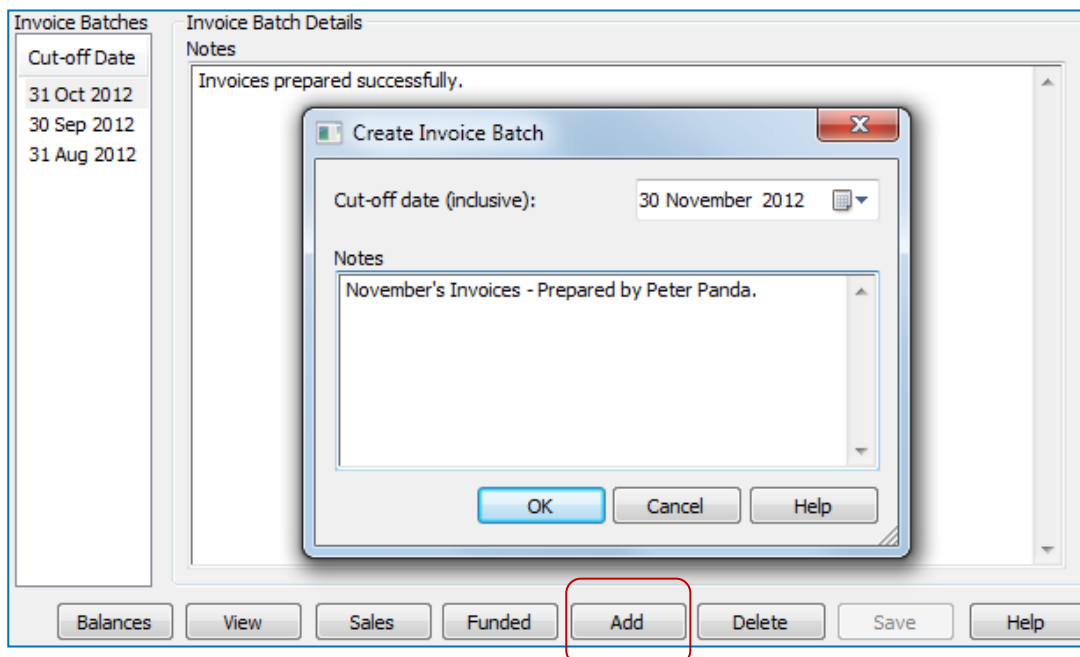 Invoice Batches
Invoice Batch Details
Cut-off Date
Notes
31 Oct 2012
Invoices prepared successfully.
30 Sep 2012
31 Aug 2012
Create Invoice Batch
Cut-off date (inclusive):
30 November 2012
Notes
November's Invoices - Prepared by Peter Panda.
OK
Cancel
Help
Balances
View
Sales
Funded
Add
Delete
Save
Help